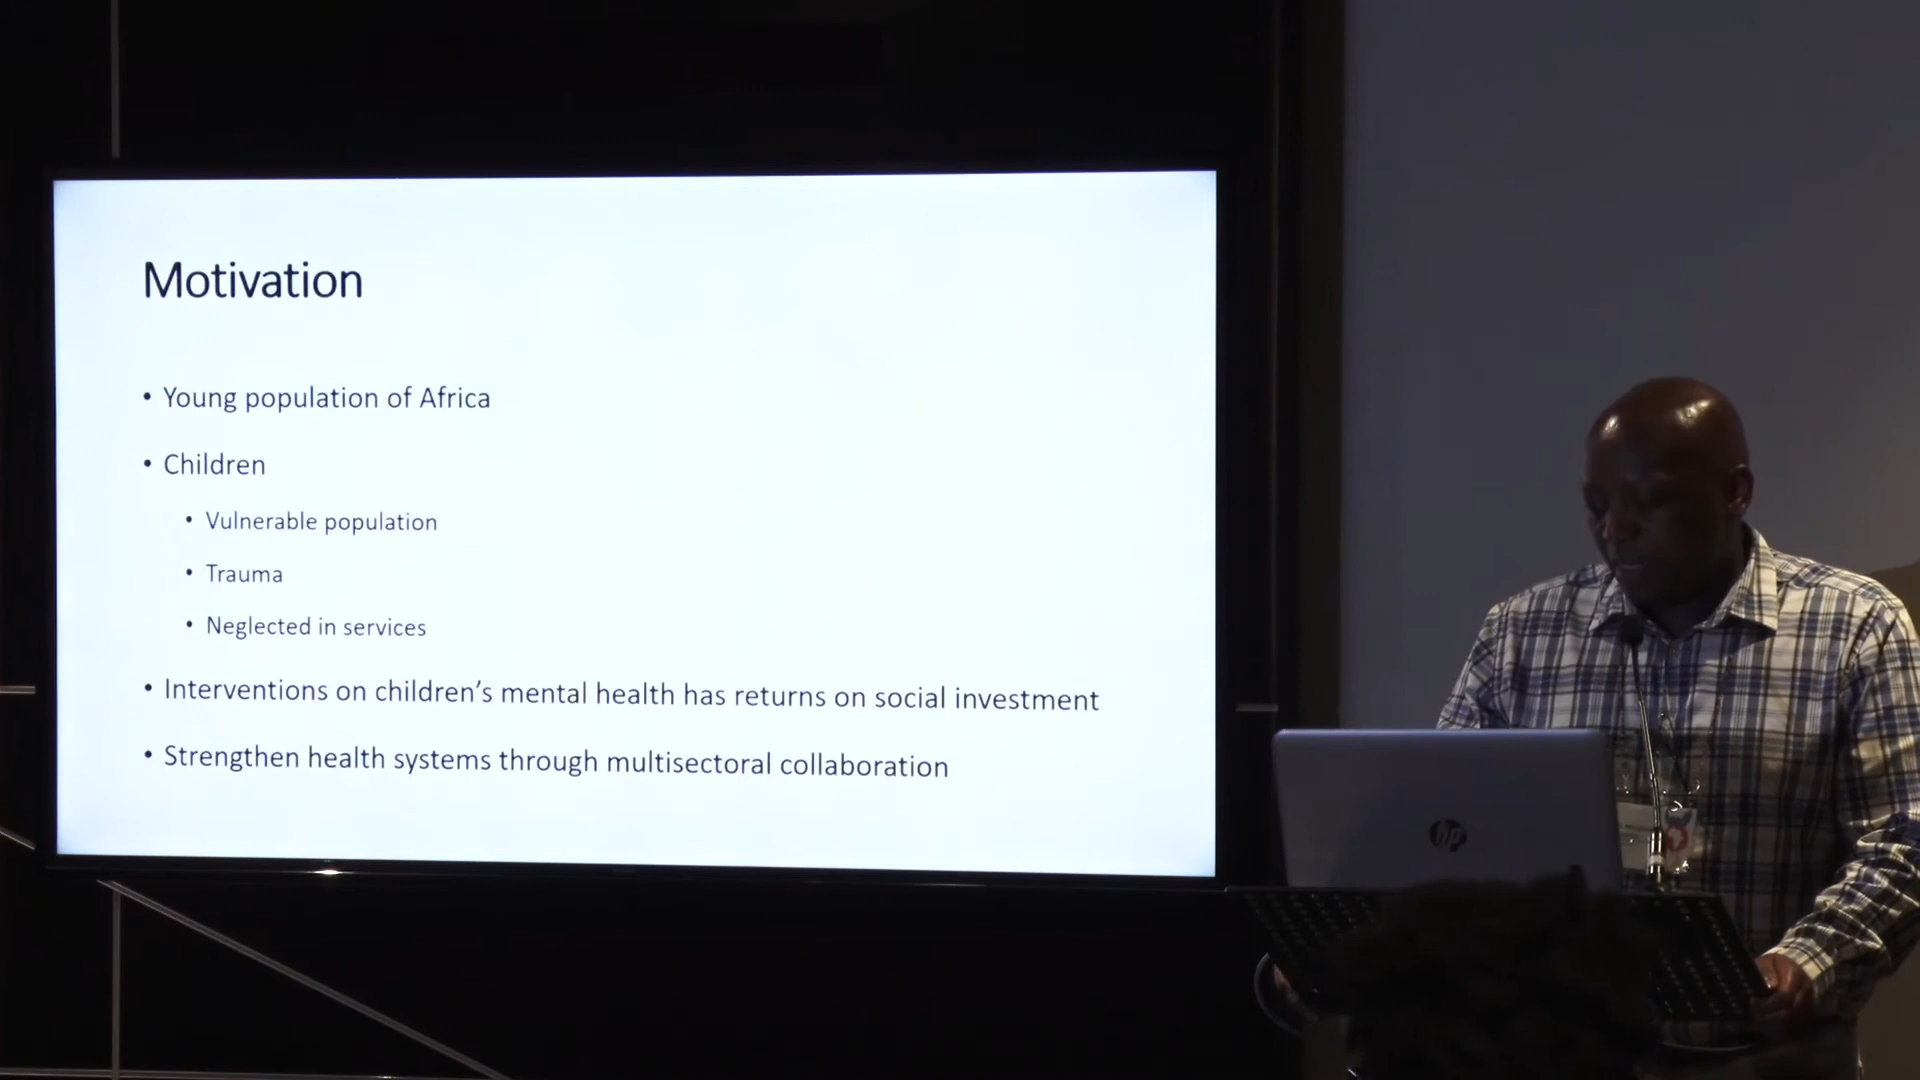 Motivation
• Young population of Africa
• Children
• Vulnerable population
• Trauma
• Neglected in services
• Interventions on children's mental health has returns on social investment
• Strengthen health systems through multisectoral collaboration
hp